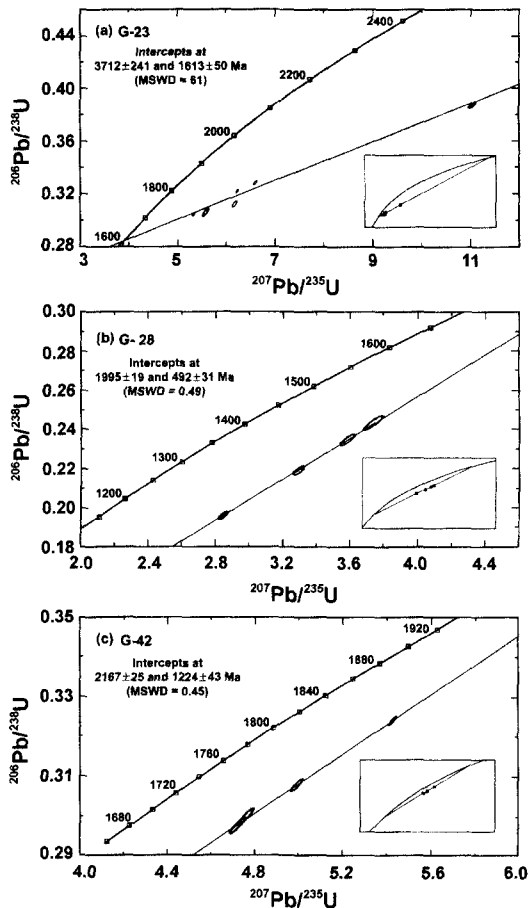 (a) G-23
Intercepts at
3712±241 and 1613±50 Ma
(MSWD = 61)
2400
2200
2000
1800
1600
0.44
0.40
0.36
0.32
0.28
3 5 7 9 11
²⁰⁶Pb/²³⁸U
²⁰⁷Pb/²³⁵U
(b) G- 28
Intercepts at
1995±19 and 492±31 Ma
(MSWD = 0.49)
1600
1500
1400
1300
1200
0.30
0.28
0.26
0.24
0.22
0.20
0.18
2.0 2.4 2.8 3.2 3.6 4.0 4.4
²⁰⁶Pb/²³⁸U
²⁰⁷Pb/²³⁵U
(c) G-42
Intercepts at
2167±25 and 1224±43 Ma
(MSWD = 0.45)
1920
1880
1840
1800
1760
1720
1680
0.35
0.33
0.31
0.29
4.0 4.4 4.8 5.2 5.6 6.0
²⁰⁶Pb/²³⁸U
²⁰⁷Pb/²³⁵U